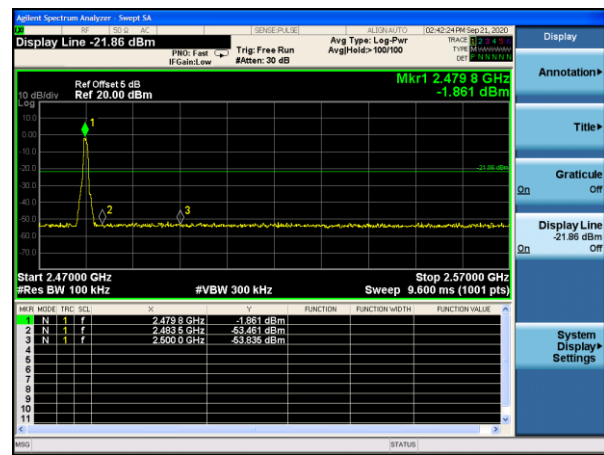 Agilent Spectrum Analyzer - Swept SA
RF 50 Ω AC SENSE:PULSE ALIGN AUTO 02:42:24 PM Sep 21, 2020
Display Line -21.86 dBm
PNO: Fast
IFGain:Low
Trig: Free Run
#Atten: 30 dB
Avg Type: Log-Pwr
Avg|Hold:>100/100
TRACE 1 2 3 4 5 6
TYPE
DET P N N N N N
Ref Offset 5 dB
10 dB/div Ref 20.00 dBm
Log
Mkr1 2.479 8 GHz
-1.861 dBm
10.0
0.00
-10.0
-20.0
-30.0
-40.0
-50.0
-60.0
-70.0
1
2
3
-21.86 dBm
Start 2.47000 GHz Stop 2.57000 GHz
#Res BW 100 kHz #VBW 300 kHz Sweep 9.600 ms (1001 pts)
MKR MODE TRC SCL X Y FUNCTION FUNCTION WIDTH FUNCTION VALUE
1 N 1 f 2.479 8 GHz -1.861 dBm
2 N 1 f 2.483 5 GHz -53.461 dBm
3 N 1 f 2.500 0 GHz -53.835 dBm
4
5
6
7
8
9
10
11
MSG STATUS
Display
Annotation
Title
Graticule
On Off
Display Line
-21.86 dBm
On Off
System
Display
Settings